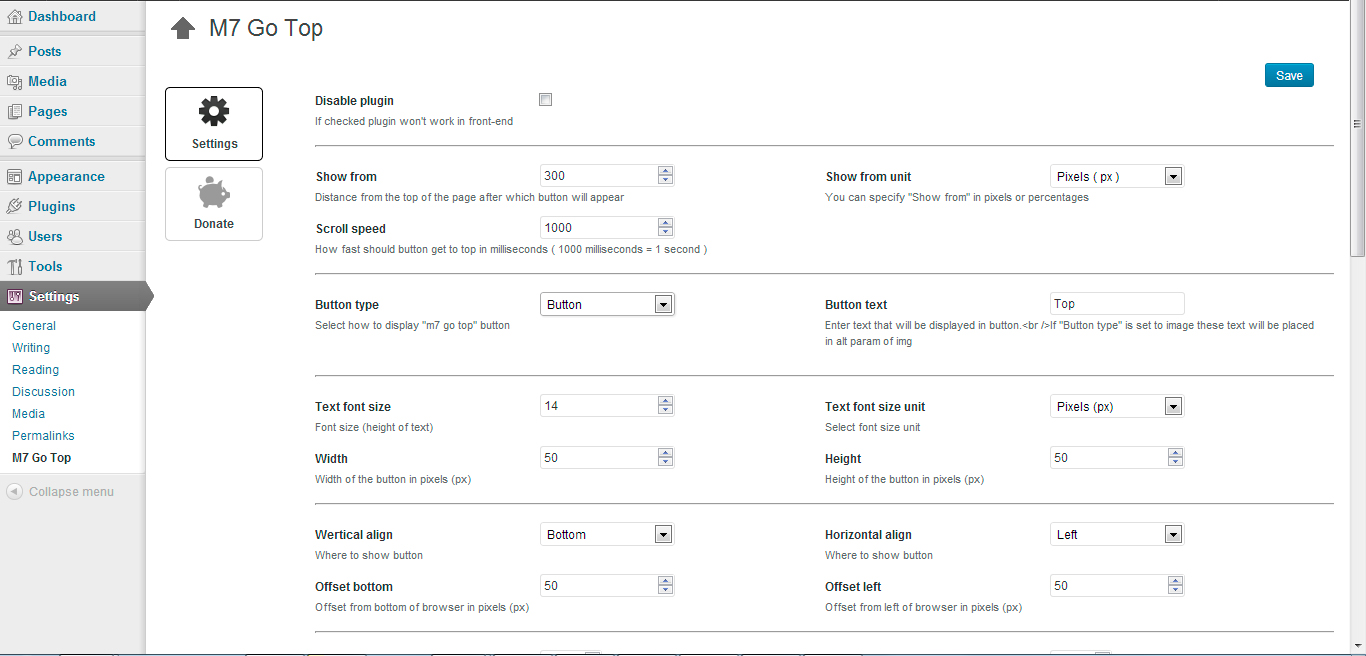 Dashboard
Posts
Media
Pages
Comments
Appearance
Plugins
Users
Tools
Settings
General
Writing
Reading
Discussion
Media
Permalinks
M7 Go Top
Collapse menu
M7 Go Top
Save
Settings
Donate
Disable plugin
If checked plugin won't work in front-end
Show from
300
Distance from the top of the page after which button will appear
Show from unit
Pixels ( px )
You can specify "Show from" in pixels or percentages
Scroll speed
1000
How fast should button get to top in milliseconds ( 1000 milliseconds = 1 second )
Button type
Button
Select how to display "m7 go top" button
Button text
Top
Enter text that will be displayed in button.<br />If "Button type" is set to image these text will be placed
in alt param of img
Text font size
14
Font size (height of text)
Text font size unit
Pixels (px)
Select font size unit
Width
50
Width of the button in pixels (px)
Height
50
Height of the button in pixels (px)
Wertical align
Bottom
Where to show button
Horizontal align
Left
Where to show button
Offset bottom
50
Offset from bottom of browser in pixels (px)
Offset left
50
Offset from left of browser in pixels (px)